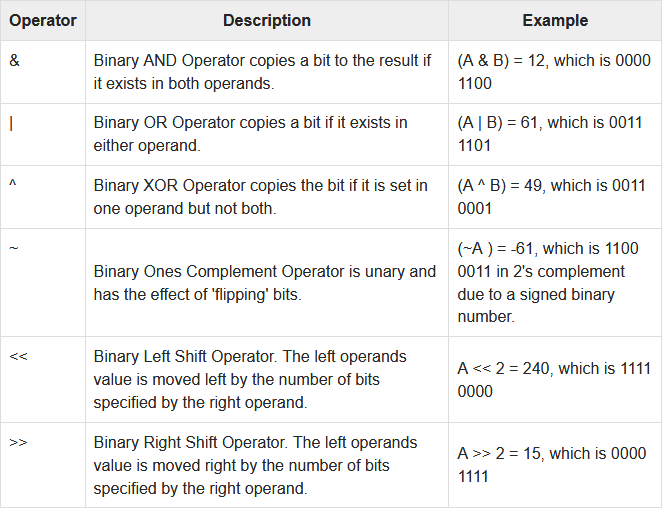 Operator Description Example
& Binary AND Operator copies a bit to the result if (A & B) = 12, which is 0000
it exists in both operands. 1100
| Binary OR Operator copies a bit if it exists in (A | B) = 61, which is 0011
either operand. 1101
^ Binary XOR Operator copies the bit if it is set in (A ^ B) = 49, which is 0011
one operand but not both. 0001
~ (~A ) = -61, which is 1100
Binary Ones Complement Operator is unary and 0011 in 2's complement
has the effect of 'flipping' bits. due to a signed binary
number.
<< Binary Left Shift Operator. The left operands
value is moved left by the number of bits A << 2 = 240, which is 1111
specified by the right operand. 0000
>> Binary Right Shift Operator. The left operands
value is moved right by the number of bits A >> 2 = 15, which is 0000
specified by the right operand. 1111